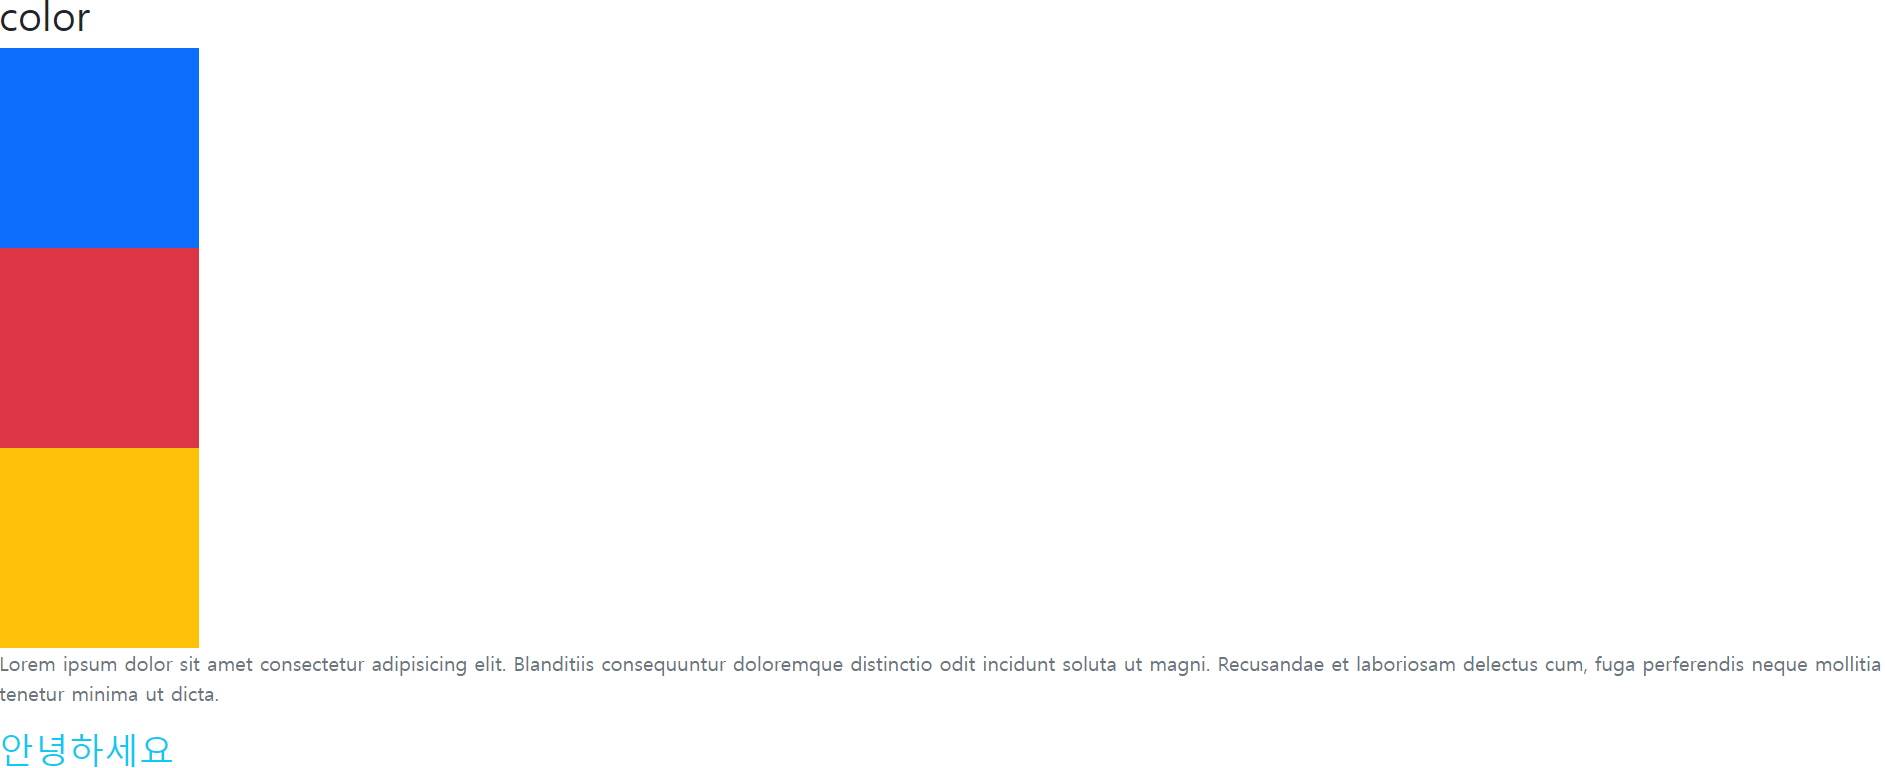 color
Lorem ipsum dolor sit amet consectetur adipisicing elit. Blanditiis consequuntur doloremque distinctio odit incidunt soluta ut magni. Recusandae et laboriosam delectus cum, fuga perferendis neque mollitia
tenetur minima ut dicta.
안녕하세요